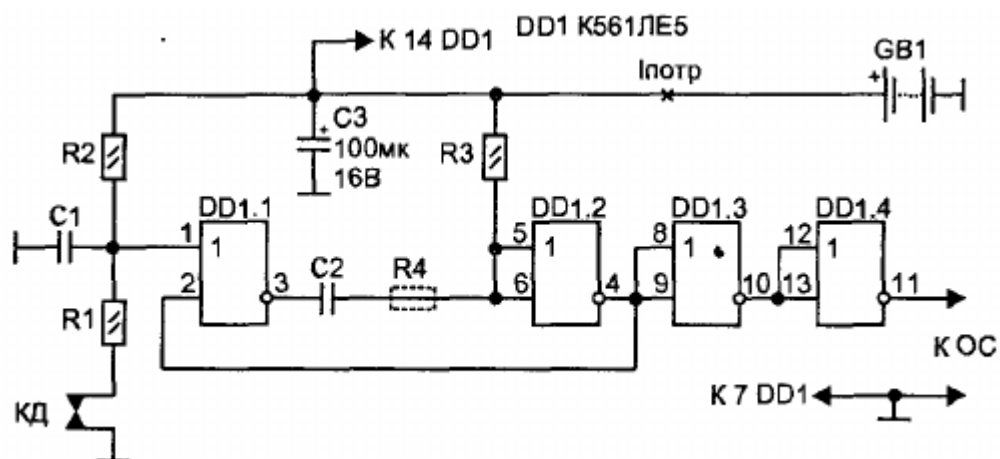 К 14 DD1
DD1 К561ЛЕ5
GB1
+
Iпотр
+
C3
100мк
16В
R2
R3
C1
DD1.1
1
1
2
3
C2
R4
DD1.2
5
1
6
4
DD1.3
8
1
9
10
DD1.4
12
1
13
11
R1
К ОС
КД
К 7 DD1